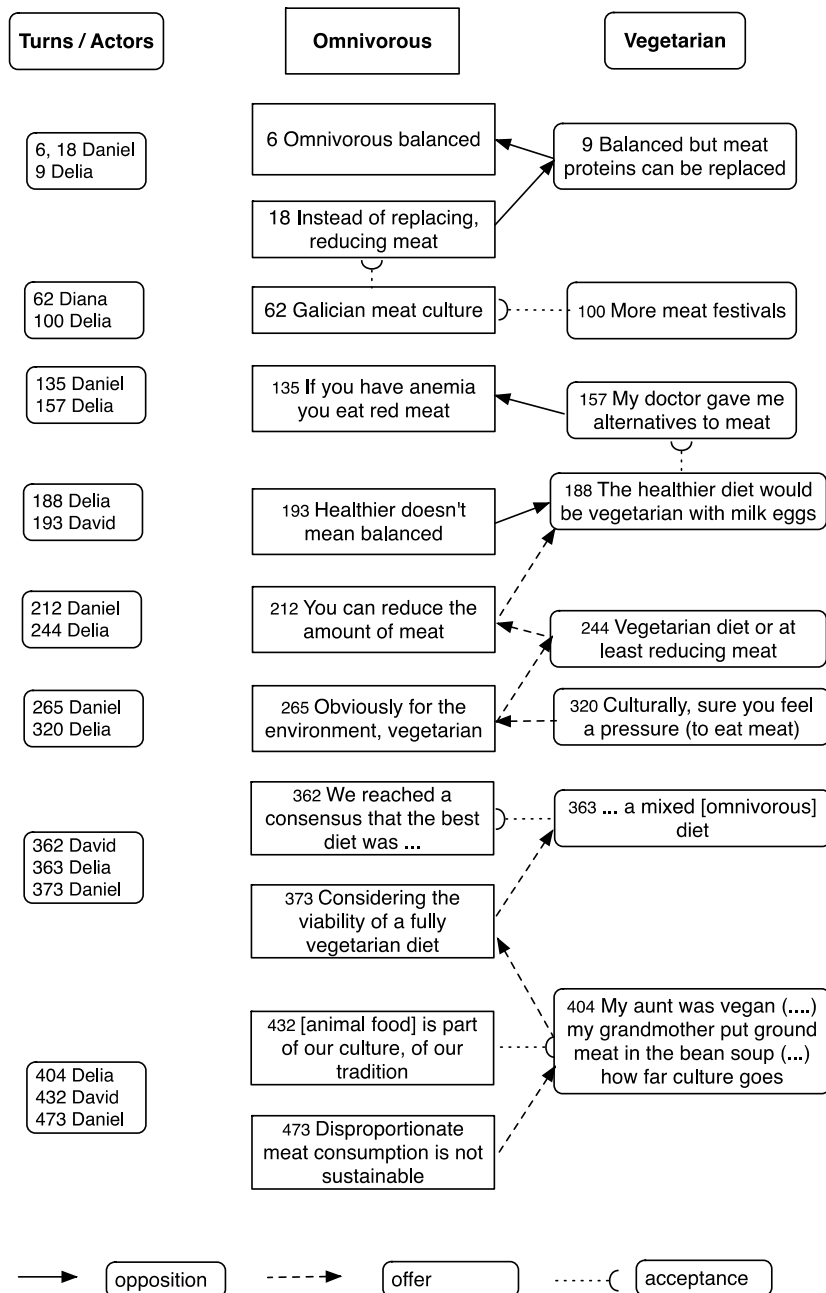 Turns / Actors
Omnivorous
Vegetarian
6, 18 Daniel
9 Delia
6 Omnivorous balanced
9 Balanced but meat
proteins can be replaced
18 Instead of replacing,
reducing meat
62 Diana
100 Delia
62 Galician meat culture
100 More meat festivals
135 Daniel
157 Delia
135 If you have anemia
you eat red meat
157 My doctor gave me
alternatives to meat
188 Delia
193 David
193 Healthier doesn't
mean balanced
188 The healthier diet would
be vegetarian with milk eggs
212 Daniel
244 Delia
212 You can reduce the
amount of meat
244 Vegetarian diet or at
least reducing meat
265 Daniel
320 Delia
265 Obviously for the
environment, vegetarian
320 Culturally, sure you feel
a pressure (to eat meat)
362 David
363 Delia
373 Daniel
362 We reached a
consensus that the best
diet was ...
363 ... a mixed [omnivorous]
diet
373 Considering the
viability of a fully
vegetarian diet
404 Delia
432 David
473 Daniel
432 [animal food] is part
of our culture, of our
tradition
404 My aunt was vegan (....)
my grandmother put ground
meat in the bean soup (...)
how far culture goes
473 Disproportionate
meat consumption is not
sustainable
opposition
offer
acceptance